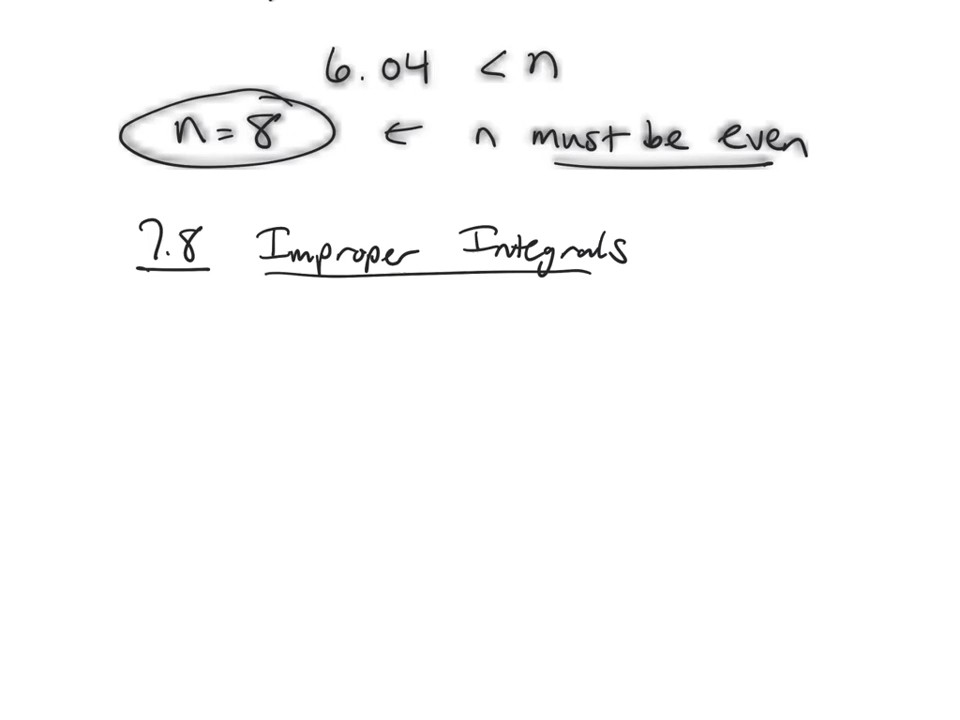 6.04 < n
n = 8 ← n must be even
7.8 Improper Integrals